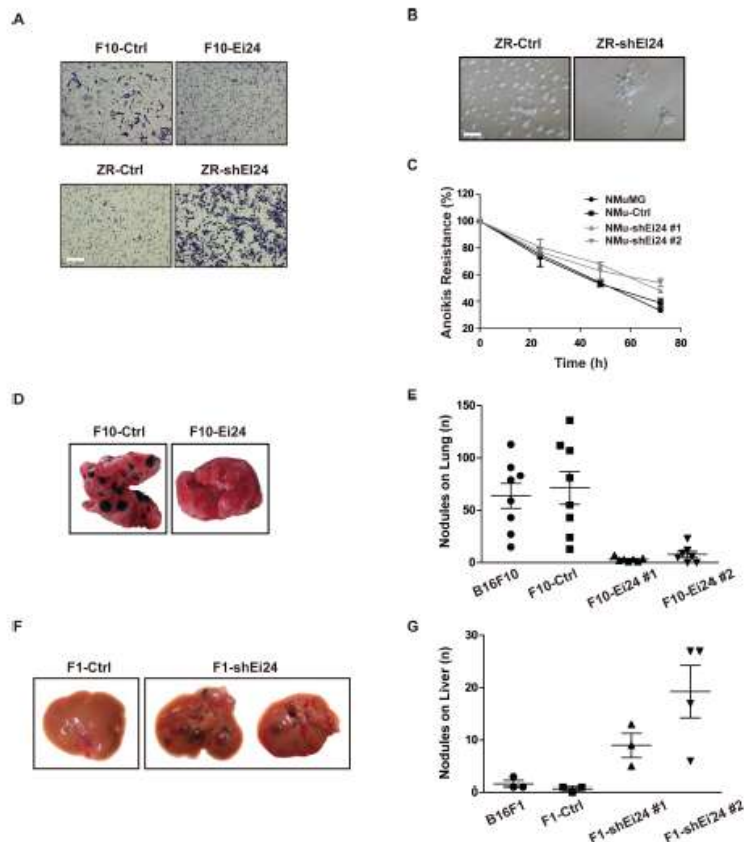 A
F10-Ctrl F10-Ei24
ZR-Ctrl ZR-shEI24
B
ZR-Ctrl ZR-shEI24
C
NMuMG
NMu-Ctrl
NMu-shEi24 #1
NMu-shEi24 #2
Anoikis Resistance (%)
120
100
80
60
40
20
0 20 40 60 80
Time (h)
D
F10-Ctrl F10-Ei24
E
Nodules on Lung (n)
150
100
50
0
B16F10 F10-Ctrl F10-Ei24 #1 F10-Ei24 #2
F
F1-Ctrl F1-shEi24
G
Nodules on Liver (n)
30
20
10
0
B16F1 F1-Ctrl F1-shEi24 #1 F1-shEi24 #2